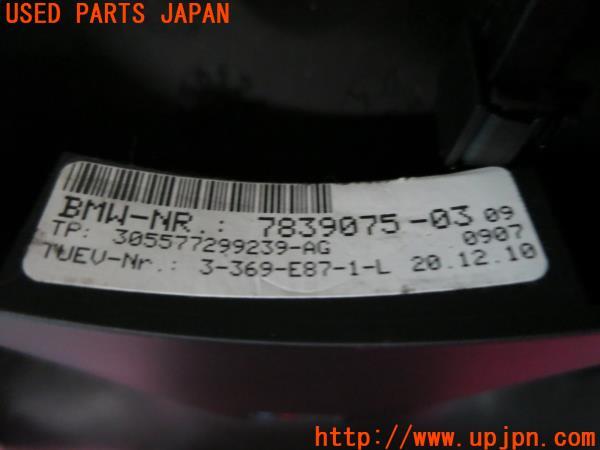 USED PARTS JAPAN
BMW-NR.: 7839075-03 09
TP: 305577299239-AG 0907
TUEV-Nr.: 3-369-E87-1-L 20.12.10
http://www.upjpn.com/